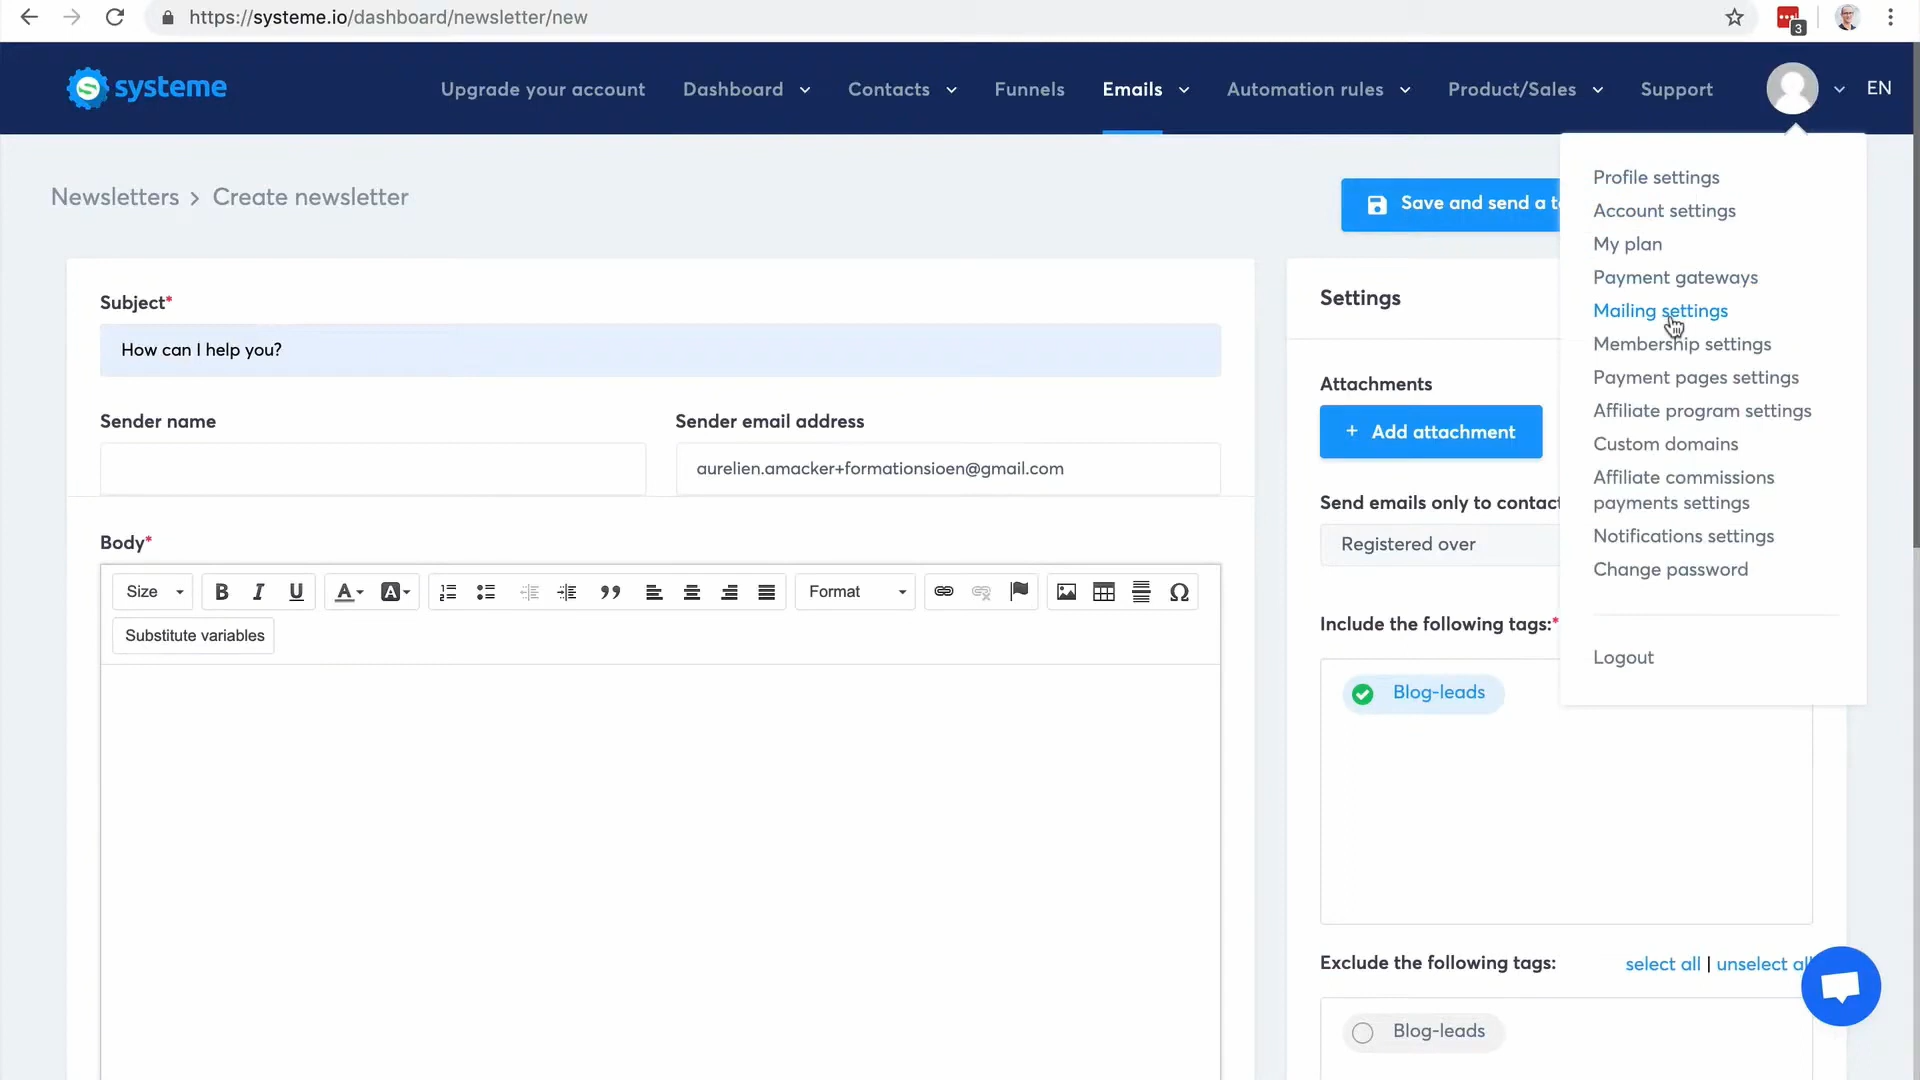 https://systeme.io/dashboard/newsletter/new
3
systeme
Upgrade your account
Dashboard
Contacts
Funnels
Emails
Automation rules
Product/Sales
Support
EN
Newsletters > Create newsletter
Save and send a
Profile settings
Account settings
My plan
Payment gateways
Mailing settings
Membership settings
Payment pages settings
Affiliate program settings
Custom domains
Affiliate commissions
payments settings
Notifications settings
Change password
Logout
Subject*
How can I help you?
Sender name
Sender email address
aurelien.amacker+formationsioen@gmail.com
Body*
Size
B I U
A
A
Format
Ω
Substitute variables
Settings
Attachments
+ Add attachment
Send emails only to contact
Registered over
Include the following tags:*
Blog-leads
Exclude the following tags:
select all | unselect all
Blog-leads